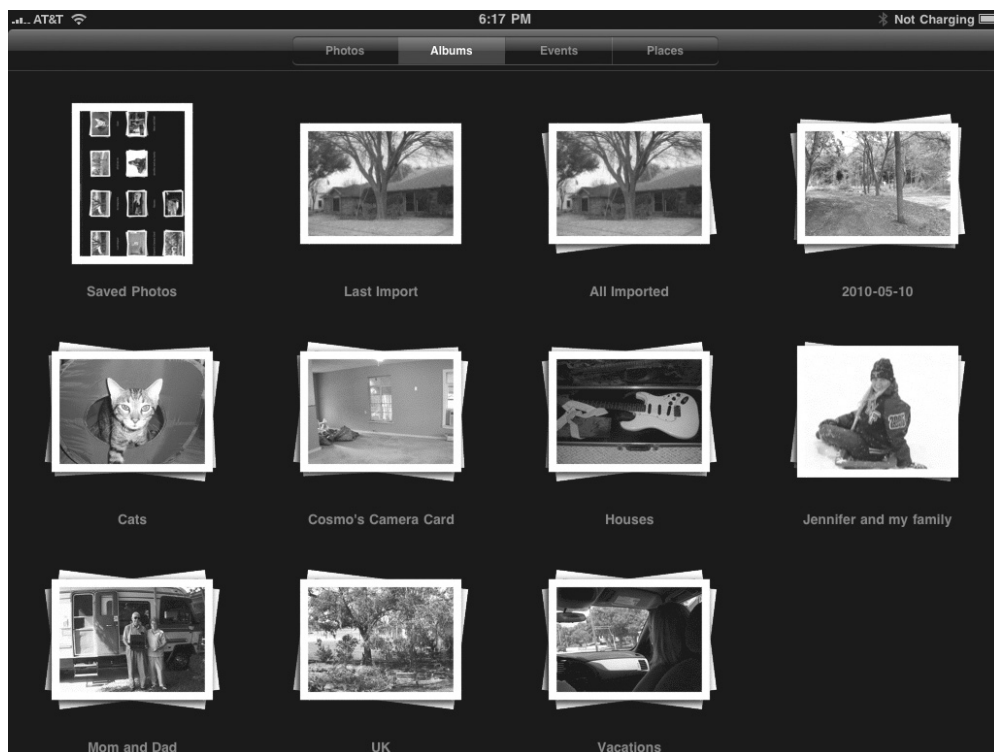 AT&T 6:17 PM Not Charging
Photos Albums Events Places
Saved Photos Last Import All Imported 2010-05-10
Cats Cosmo's Camera Card Houses Jennifer and my family
Mom and Dad UK Vacations